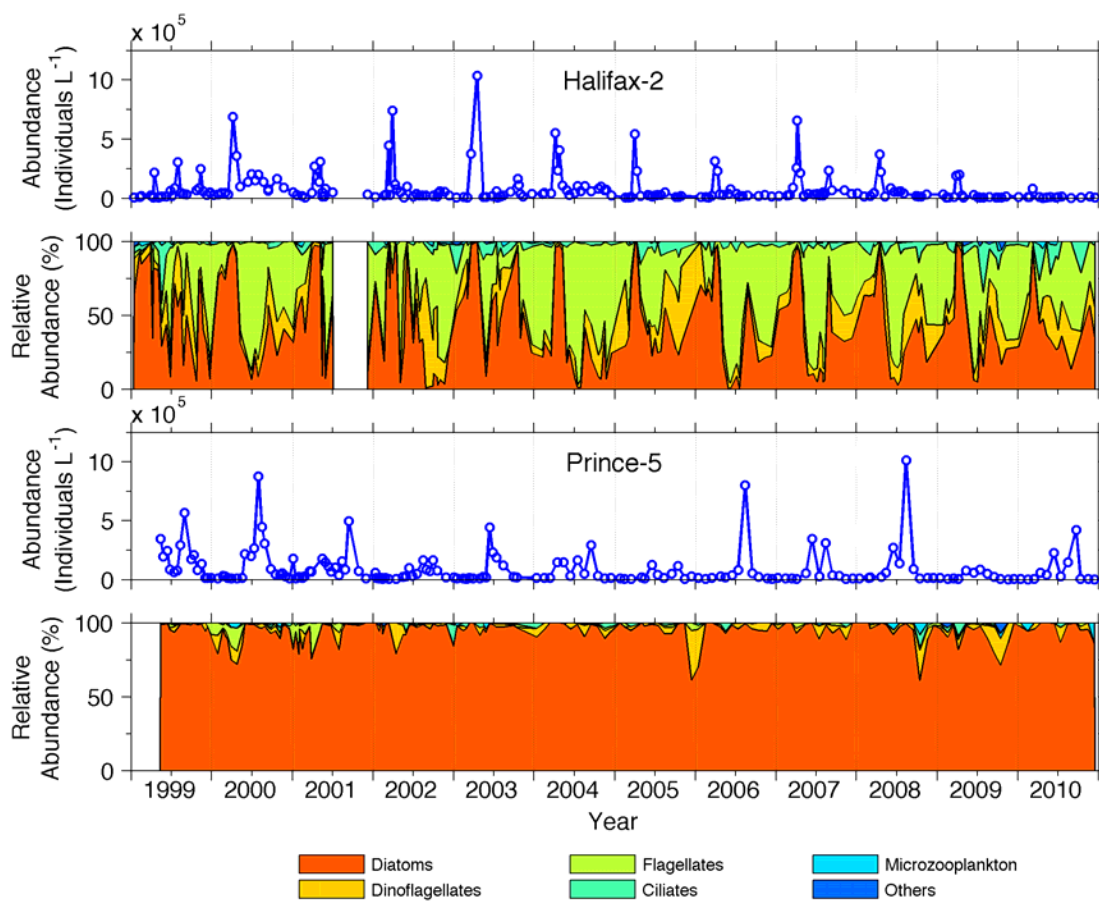 x 10^5
Abundance
(Individuals L^-1)
10
5
0
Halifax-2
Relative
Abundance (%)
100
50
0
x 10^5
Abundance
(Individuals L^-1)
10
5
0
Prince-5
Relative
Abundance (%)
100
50
0
1999 2000 2001 2002 2003 2004 2005 2006 2007 2008 2009 2010
Year
Diatoms Flagellates Microzooplankton
Dinoflagellates Ciliates Others